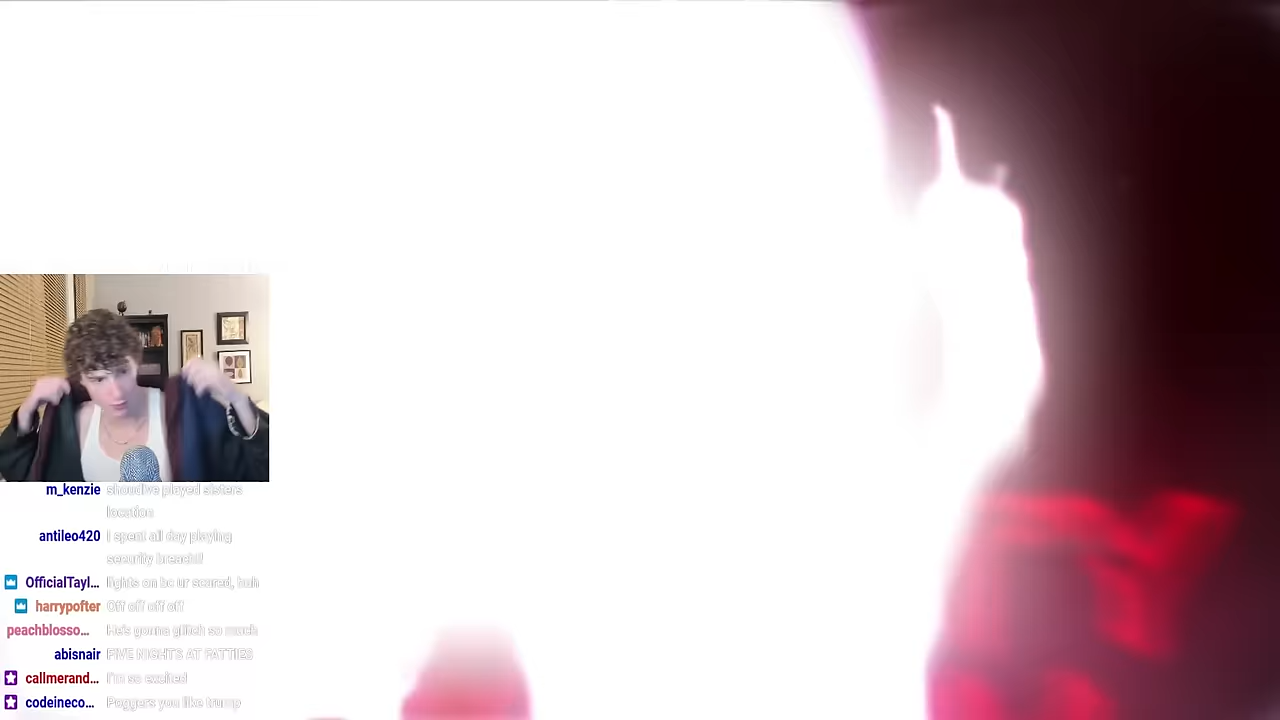 m_kenzie shoudive played sisters
location
antileo420 I spent all day playing
security breach!!
OfficialTayl... lights on bc ur scared, huh
harrypofter Off off off off
peachblosso... He's gonna glitch so much
abisnair FIVE NIGHTS AT FATTIES
callmerand... I'm so excited
codeineco... Poggers you like trump